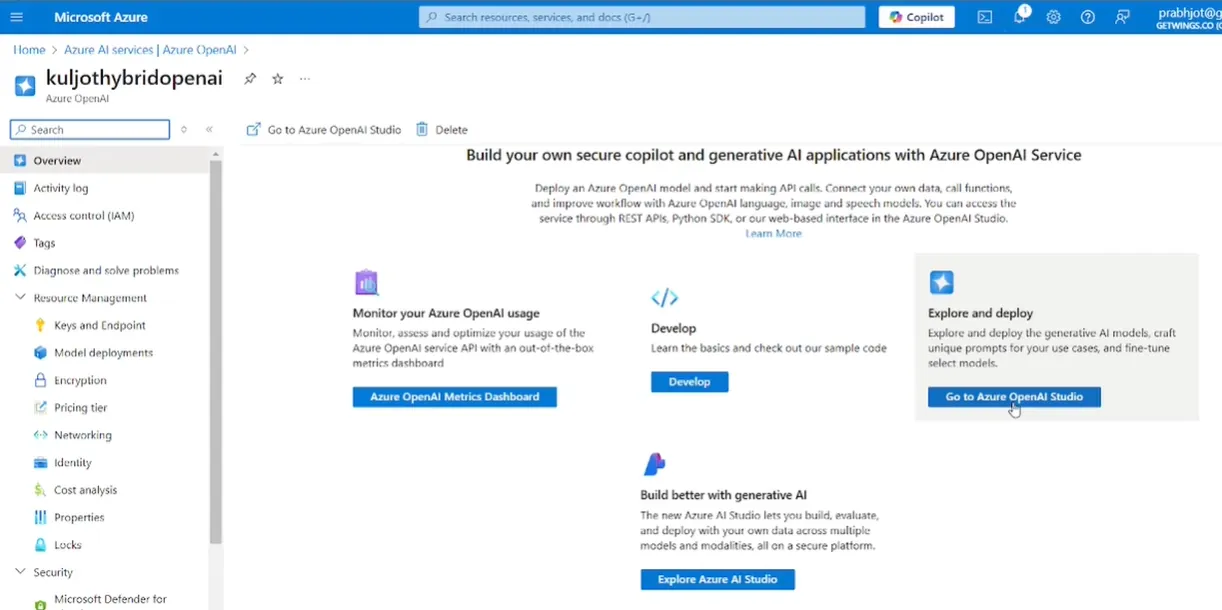 Microsoft Azure
Search resources, services, and docs (G+/)
Copilot
1
prabhjot@g
GETWINGS.CO (
Home > Azure AI services | Azure OpenAI >
kuljothybridopenai
Azure OpenAI
Search
Go to Azure OpenAI Studio
Delete
Overview
Activity log
Access control (IAM)
Tags
Diagnose and solve problems
Resource Management
Keys and Endpoint
Model deployments
Encryption
Pricing tier
Networking
Identity
Cost analysis
Properties
Locks
Security
Microsoft Defender for
Build your own secure copilot and generative AI applications with Azure OpenAI Service
Deploy an Azure OpenAI model and start making API calls. Connect your own data, call functions,
and improve workflow with Azure OpenAI language, image and speech models. You can access the
service through REST APIs, Python SDK, or our web-based interface in the Azure OpenAI Studio.
Learn More
Monitor your Azure OpenAI usage
Monitor, assess and optimize your usage of the
Azure OpenAI service API with an out-of-the-box
metrics dashboard
Azure OpenAI Metrics Dashboard
Develop
Learn the basics and check out our sample code
Develop
Explore and deploy
Explore and deploy the generative AI models, craft
unique prompts for your use cases, and fine-tune
select models.
Go to Azure OpenAI Studio
Build better with generative AI
The new Azure AI Studio lets you build, evaluate,
and deploy with your own data across multiple
models and modalities, all on a secure platform.
Explore Azure AI Studio